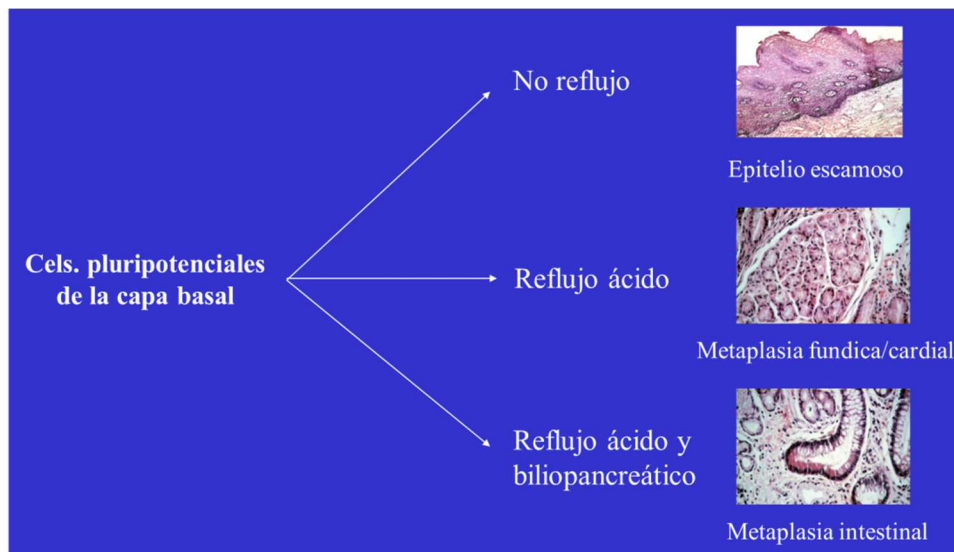 No reflujo
Epitelio escamoso
Cels. pluripotenciales
de la capa basal
Reflujo ácido
Metaplasia fundica/cardial
Reflujo ácido y
biliopancreático
Metaplasia intestinal